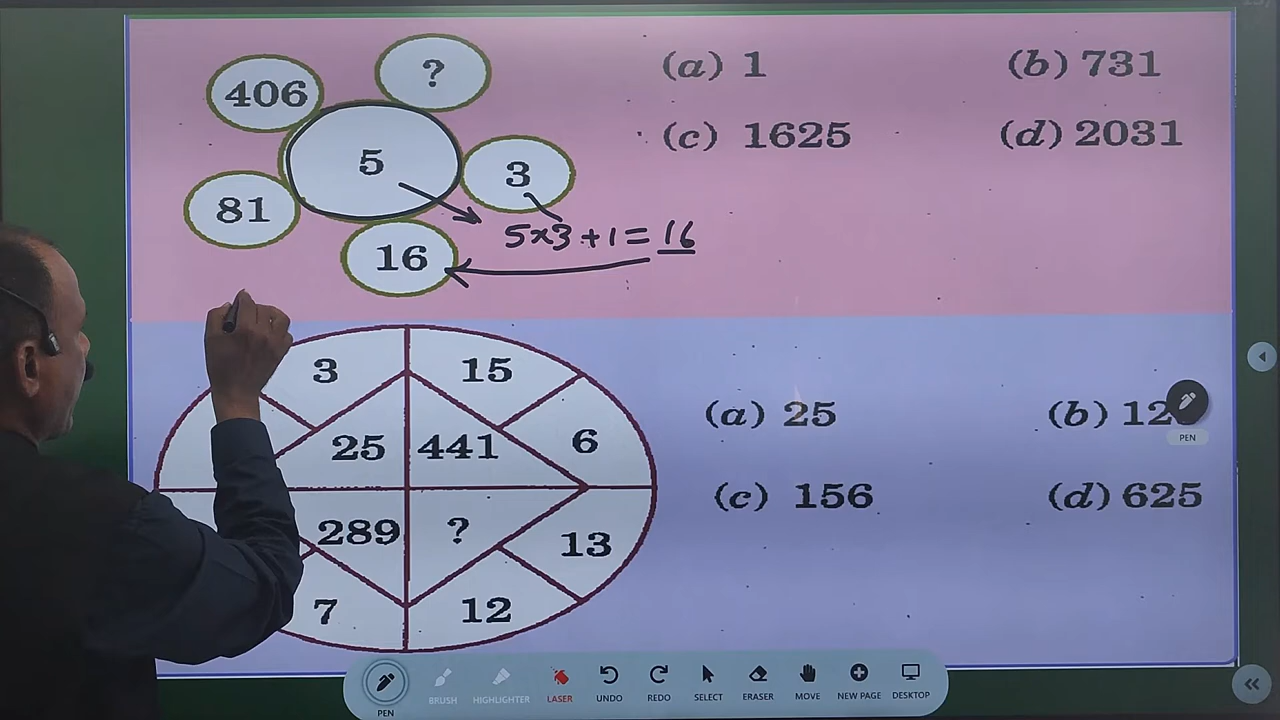 406
?
(a) 1
(b) 731
5
3
(c) 1625
(d) 2031
81
16
5×3+1=16
3
15
25
441
6
(a) 25
(b) 12
(c) 156
(d) 625
289
?
13
7
12
PEN
PEN
BRUSH
HIGHLIGHTER
LASER
UNDO
REDO
SELECT
ERASER
MOVE
NEW PAGE
DESKTOP